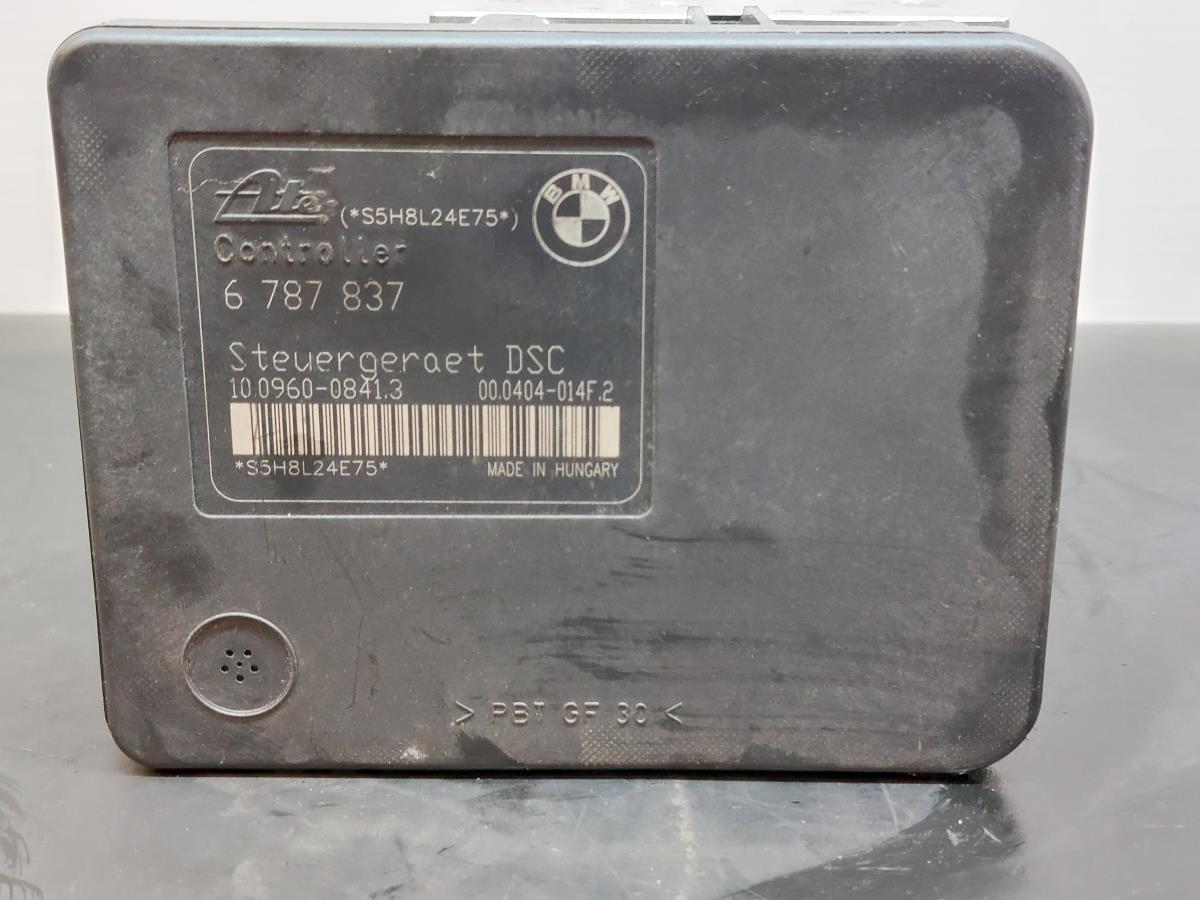 Ate (*S5H8L24E75*) BMW
Controller
6 787 837
Steuergeraet DSC
10.0960-0841.3 00.0404-014F.2
*S5H8L24E75* MADE IN HUNGARY
> PBT GF 30 <